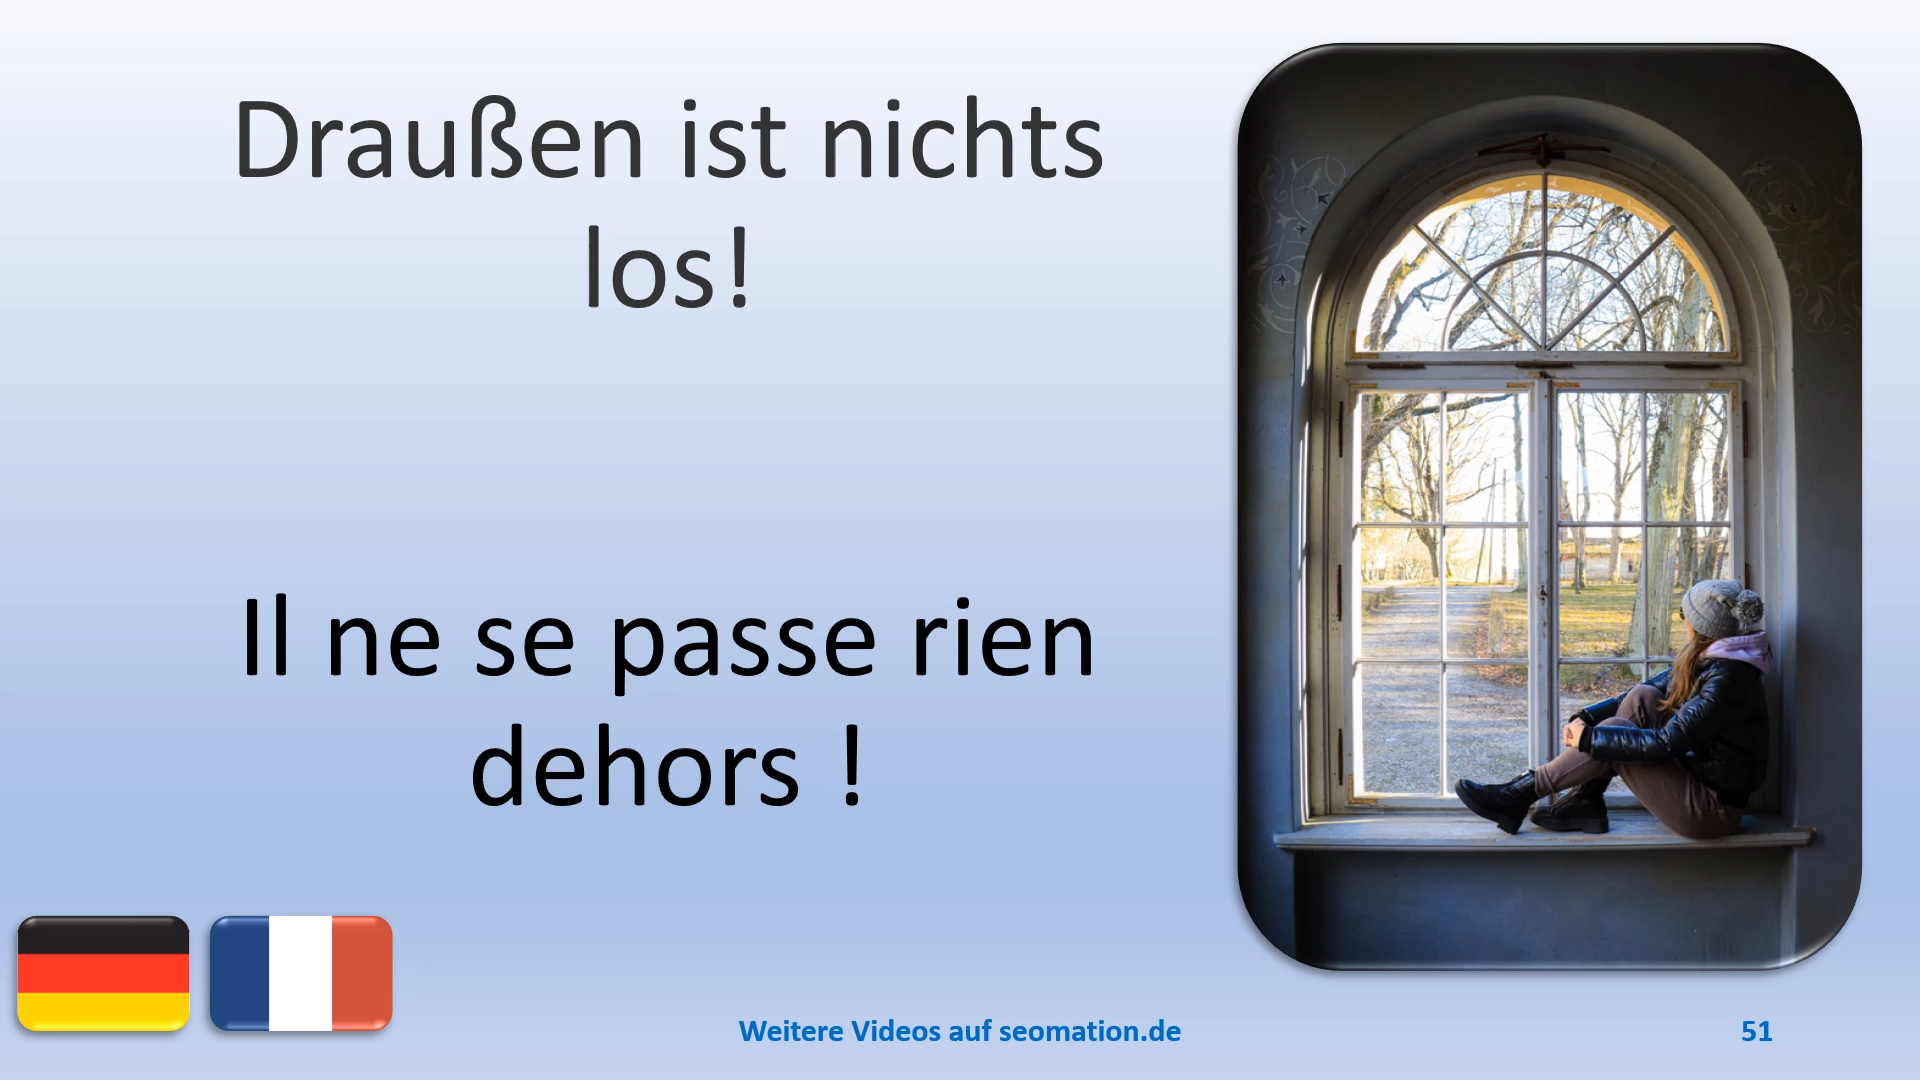 Draußen ist nichts
los!
Il ne se passe rien
dehors !
Weitere Videos auf seomation.de
51